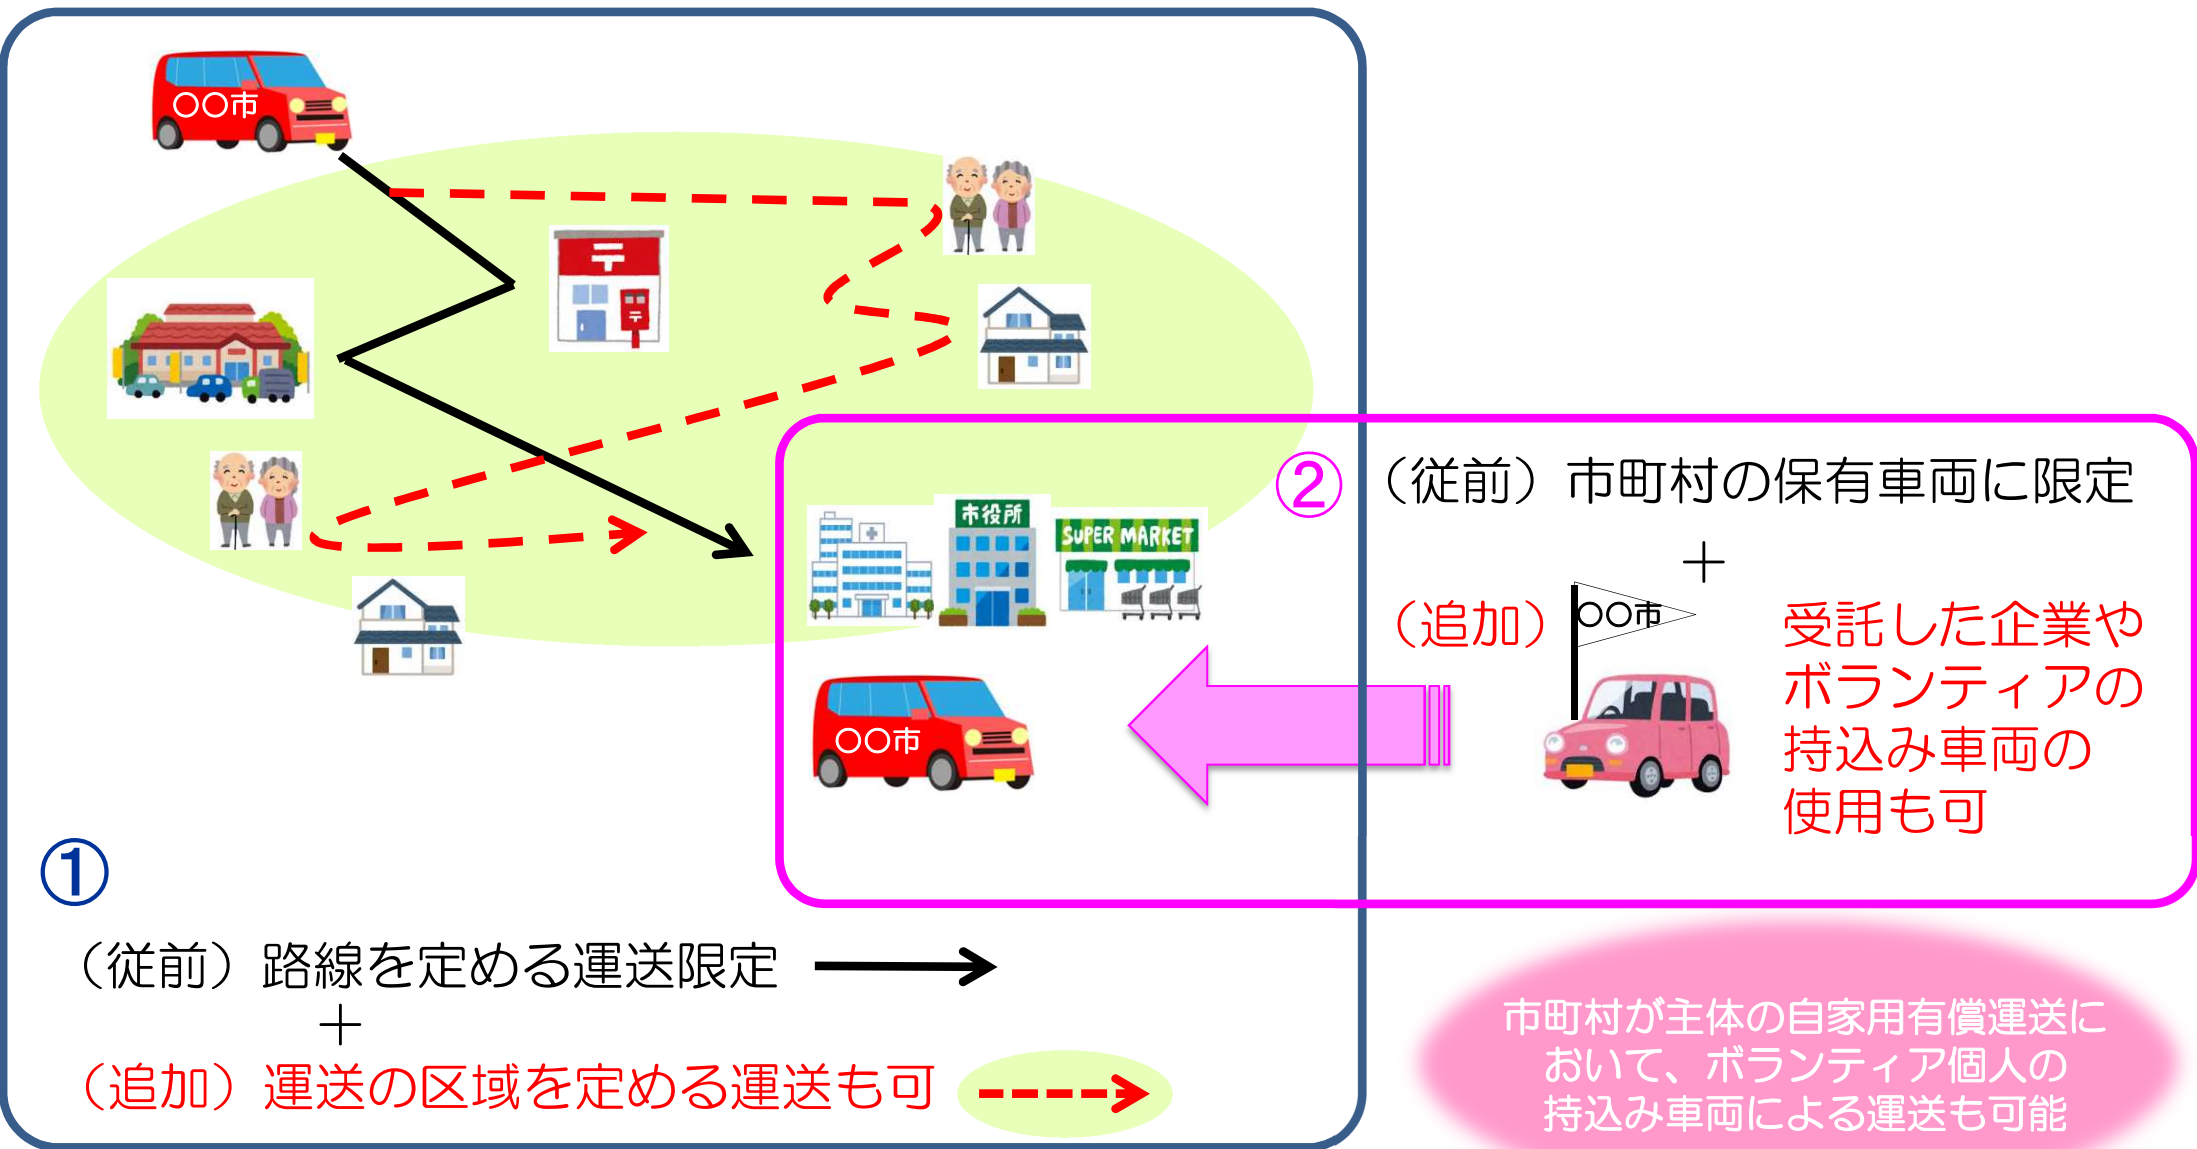 〇〇市
〒
〒
市役所
SUPER MARKET
〇〇市
①
（従前）路線を定める運送限定
＋
（追加）運送の区域を定める運送も可
②
（従前）市町村の保有車両に限定
＋
（追加）
〇〇市
受託した企業や
ボランティアの
持込み車両の
使用も可
市町村が主体の自家用有償運送に
おいて、ボランティア個人の
持込み車両による運送も可能